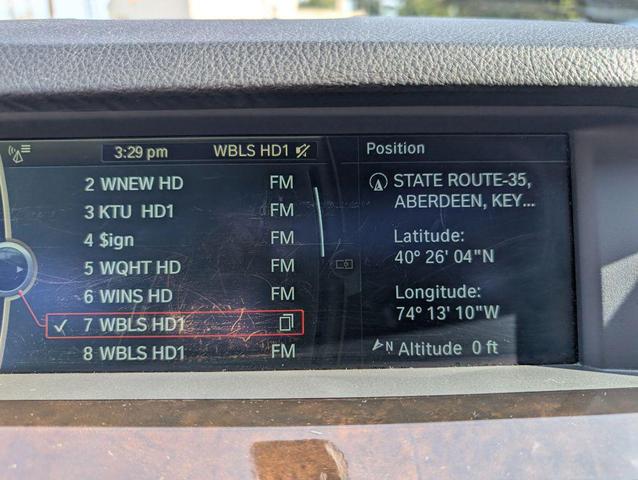 3:29 pm WBLS HD1
2 WNEW HD FM
3 KTU HD1 FM
4 $ign FM
5 WQHT HD FM
6 WINS HD FM
7 WBLS HD1
8 WBLS HD1 FM
Position
STATE ROUTE-35,
ABERDEEN, KEY...
Latitude:
40° 26' 04"N
Longitude:
74° 13' 10"W
N Altitude 0 ft